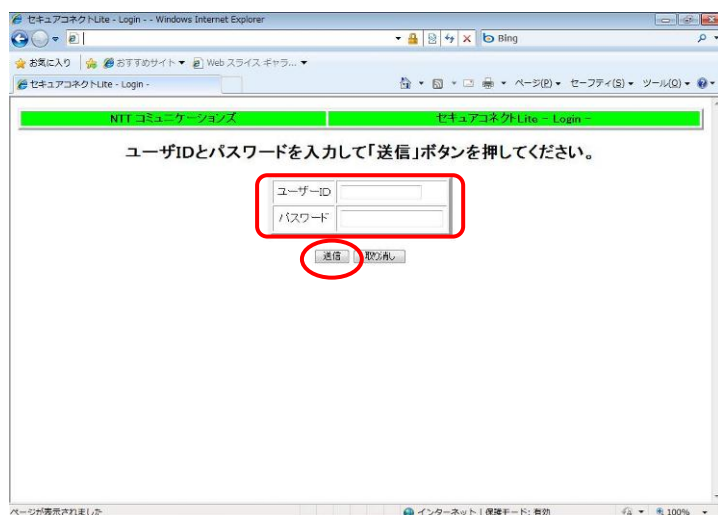 セキュアコネクトLite - Login - - Windows Internet Explorer
Bing
お気に入り おすすめサイト Web スライス ギャラ...
セキュアコネクトLite - Login -
ページ(P) セーフティ(S) ツール(O)
NTT コミュニケーションズ セキュアコネクトLite - Login -
ユーザIDとパスワードを入力して「送信」ボタンを押してください。
ユーザーID
パスワード
送信 取り消し
ページが表示されました インターネット | 保護モード: 有効 100%